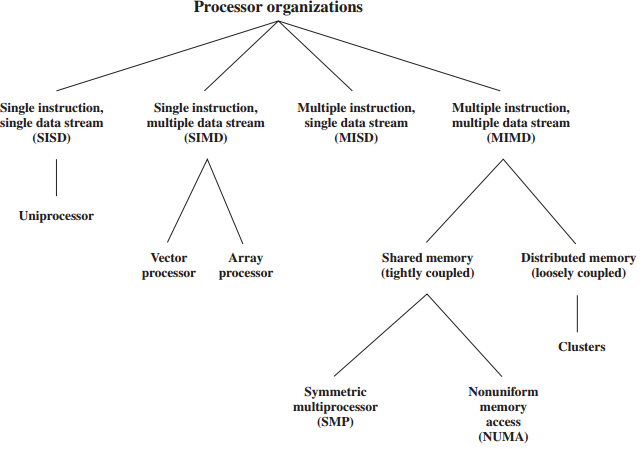 Processor organizations
Single instruction,
single data stream
(SISD)
Single instruction,
multiple data stream
(SIMD)
Multiple instruction,
single data stream
(MISD)
Multiple instruction,
multiple data stream
(MIMD)
Uniprocessor
Vector
processor
Array
processor
Shared memory
(tightly coupled)
Distributed memory
(loosely coupled)
Clusters
Symmetric
multiprocessor
(SMP)
Nonuniform
memory
access
(NUMA)